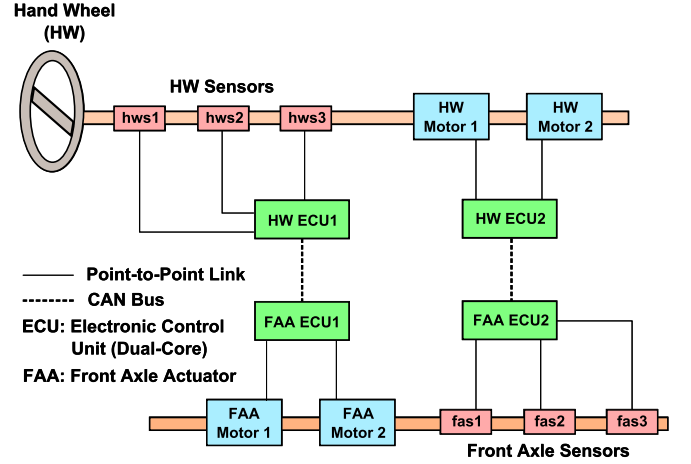 Hand Wheel
(HW)
HW Sensors
hws1
hws2
hws3
HW
Motor 1
HW
Motor 2
HW ECU1
HW ECU2
Point-to-Point Link
CAN Bus
ECU: Electronic Control
Unit (Dual-Core)
FAA: Front Axle Actuator
FAA ECU1
FAA ECU2
FAA
Motor 1
FAA
Motor 2
fas1
fas2
fas3
Front Axle Sensors